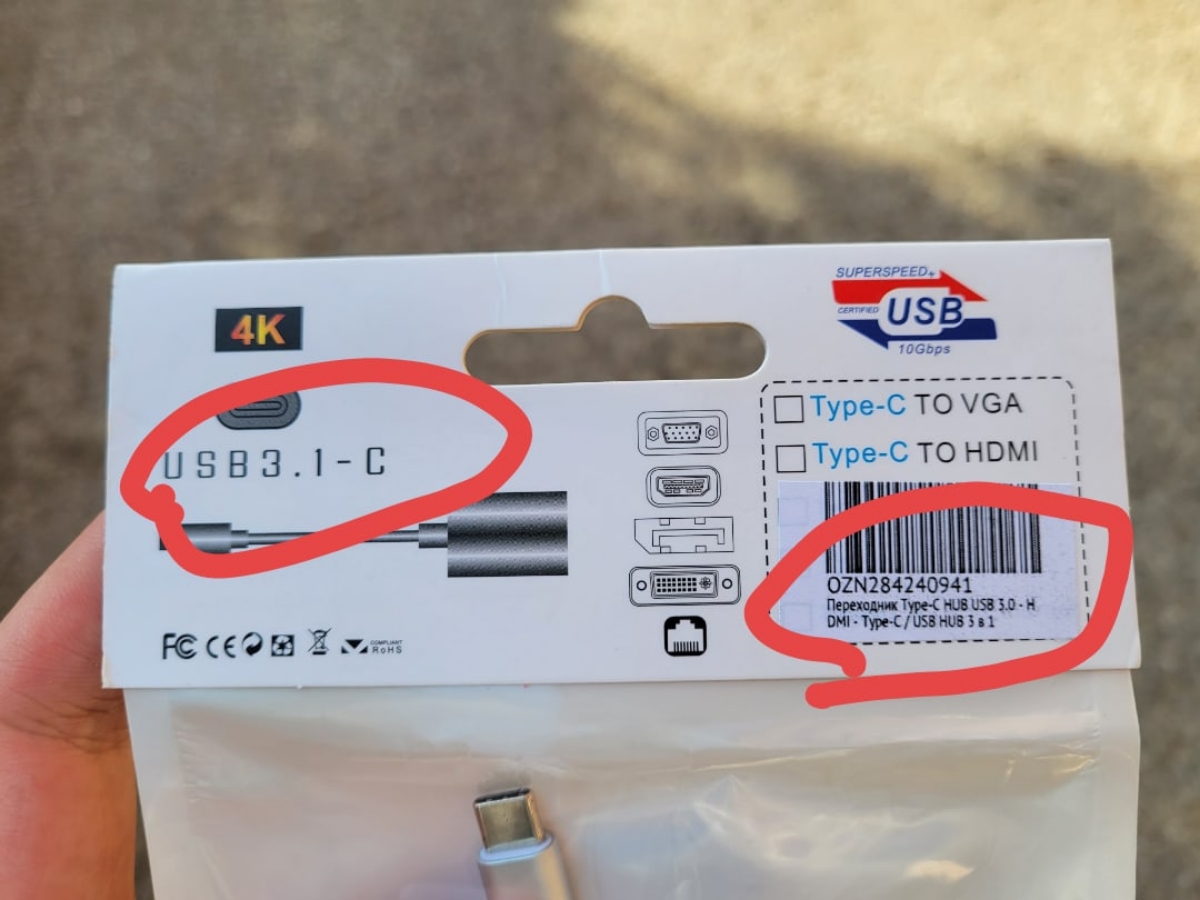 4K
SUPERSPEED+
CERTIFIED
USB
10Gbps
USB3.1-C
Type-C TO VGA
Type-C TO HDMI
OZN284240941
Переходник Type-C HUB USB 3.0 - H
DMI - Type-C / USB HUB 3 в 1
FC CE
COMPLIANT
RoHS